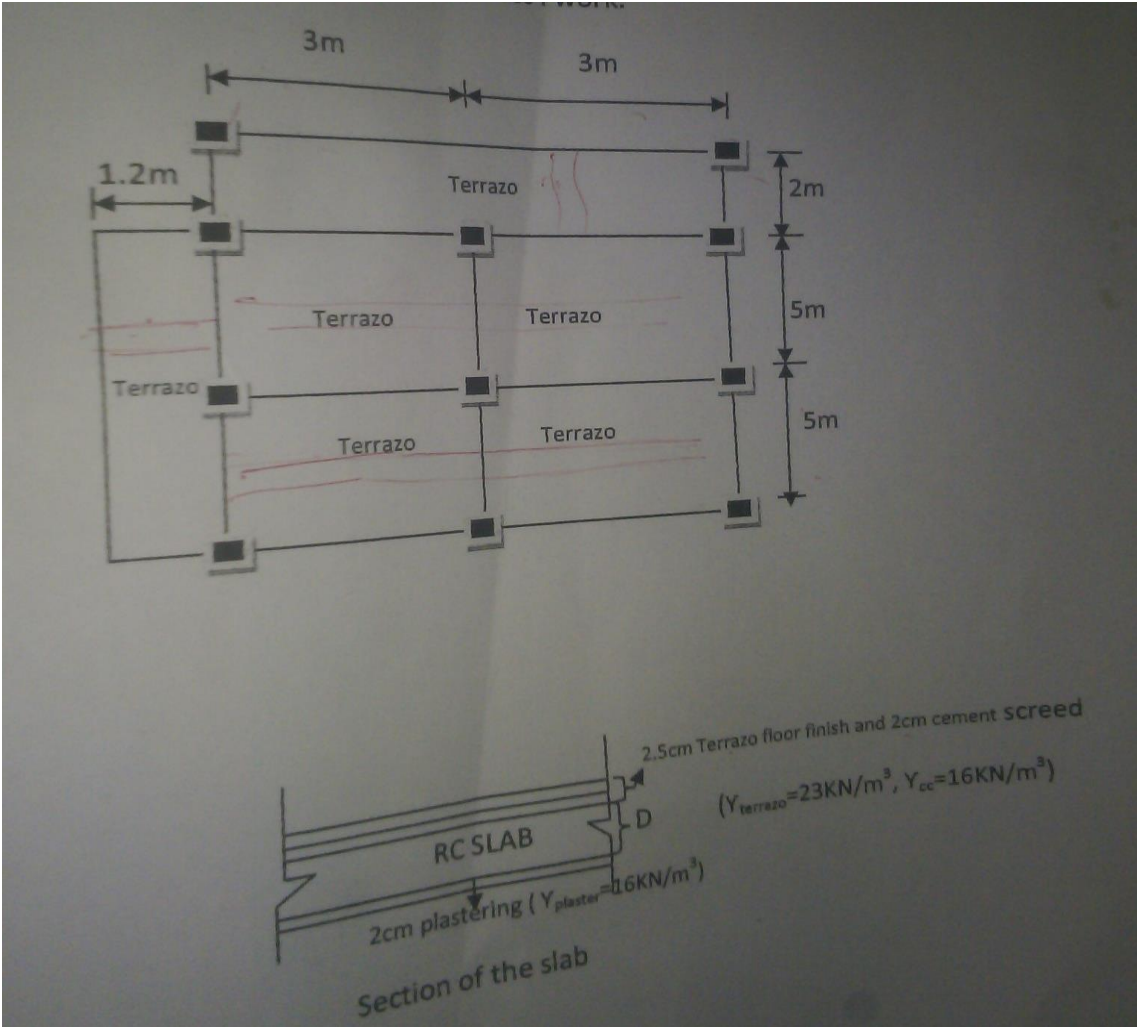 3m
3m
1.2m
Terrazo
2m
Terrazo
Terrazo
5m
Terrazo
Terrazo
Terrazo
5m
2.5cm Terrazo floor finish and 2cm cement screed
(Yterrazo=23KN/m³, Ycc=16KN/m³)
D
RC SLAB
2cm plastering ( Yplaster=16KN/m³)
Section of the slab